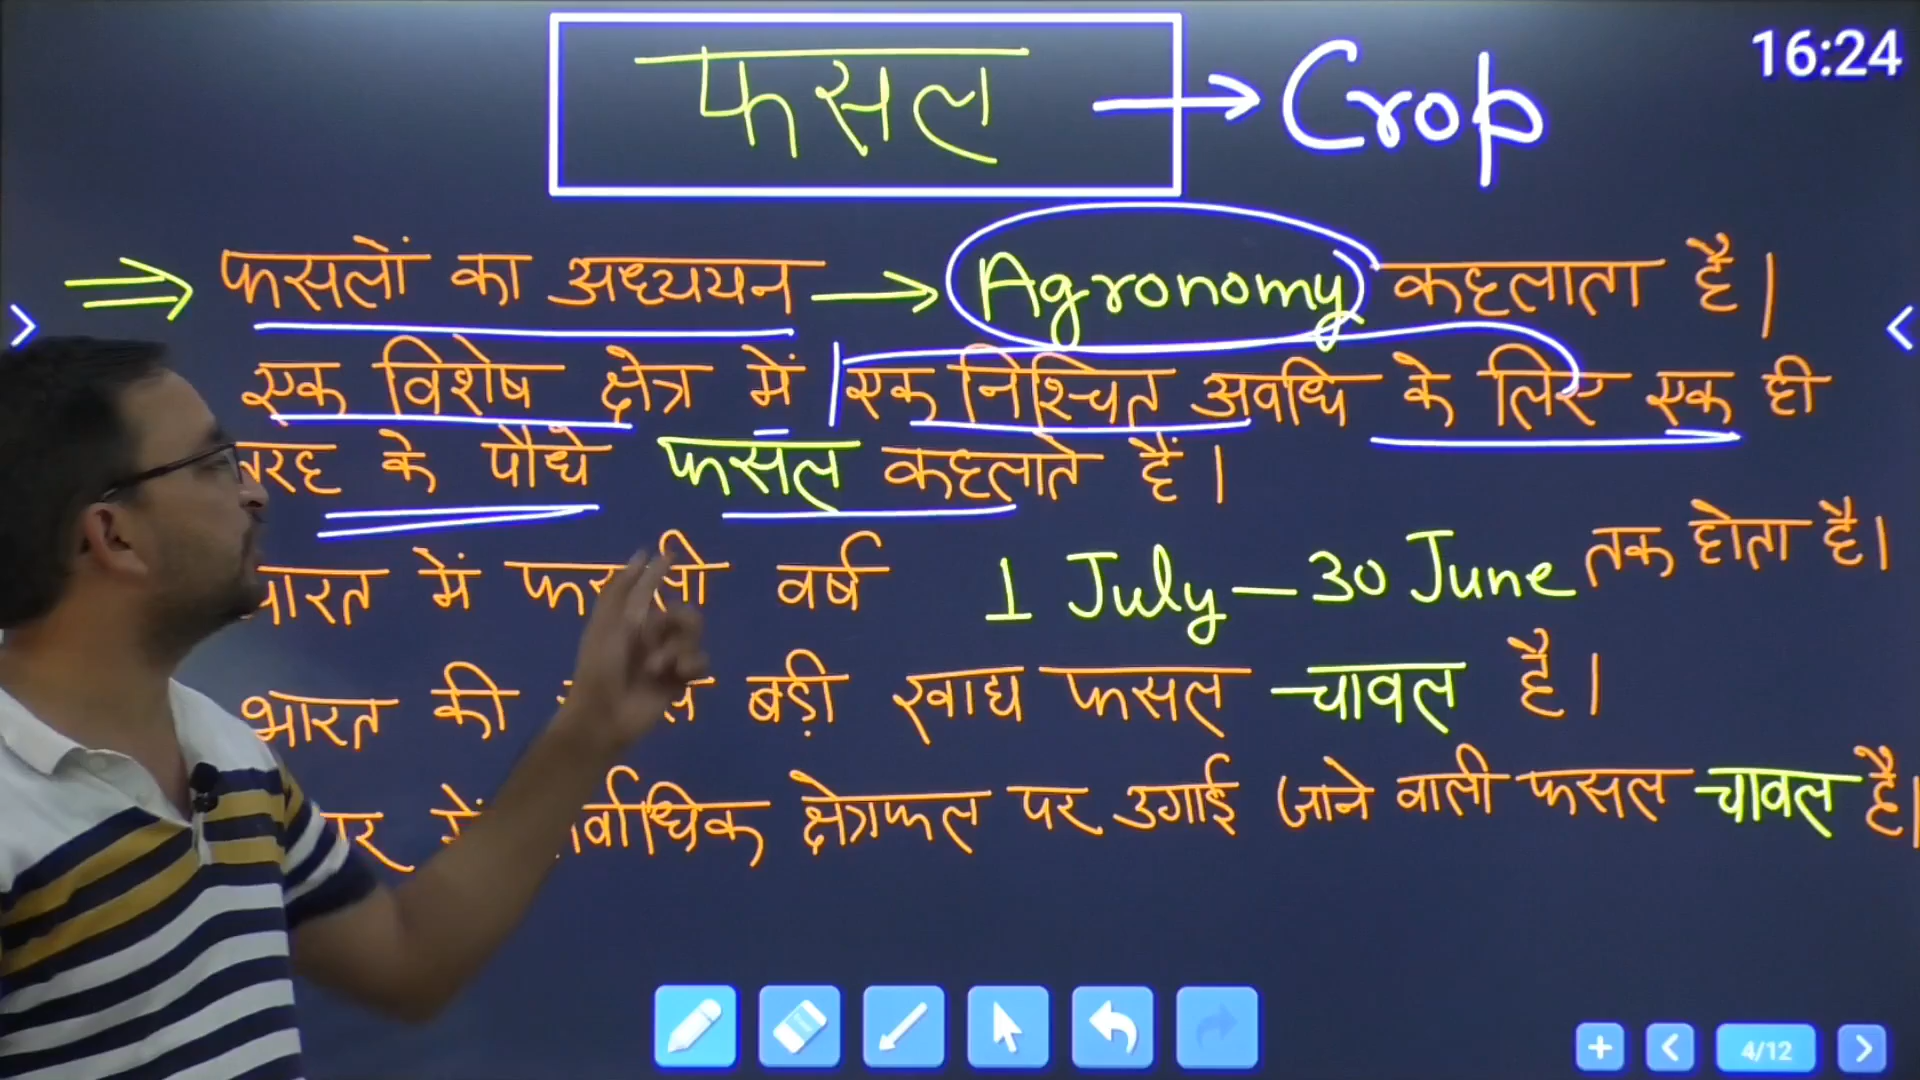 16:24
फसल → Crop
⇒ फसलों का अध्ययन → Agronomy कहलाता है।
एक विशेष क्षेत्र में एक निश्चित अवधि के लिए एक ही
के पौधे फसल कहलाते हैं।
में वर्ष 1 July – 30 June तक होता है।
भारत की बड़ी खाद्य फसल – चावल है।
में क्षेत्रफल पर उगाई जाने वाली फसल – चावल है।
4/12